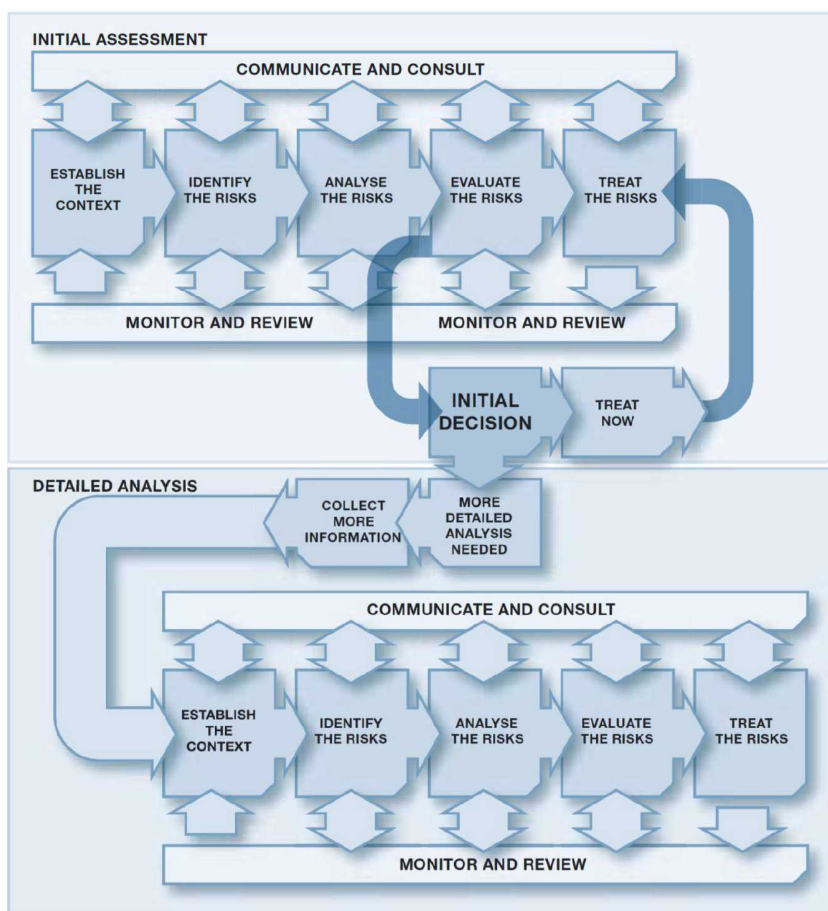 INITIAL ASSESSMENT
COMMUNICATE AND CONSULT
ESTABLISH
THE
CONTEXT
IDENTIFY
THE RISKS
ANALYSE
THE RISKS
EVALUATE
THE RISKS
TREAT
THE RISKS
MONITOR AND REVIEW
MONITOR AND REVIEW
INITIAL
DECISION
TREAT
NOW
DETAILED ANALYSIS
COLLECT
MORE
INFORMATION
MORE
DETAILED
ANALYSIS
NEEDED
COMMUNICATE AND CONSULT
ESTABLISH
THE
CONTEXT
IDENTIFY
THE RISKS
ANALYSE
THE RISKS
EVALUATE
THE RISKS
TREAT
THE RISKS
MONITOR AND REVIEW